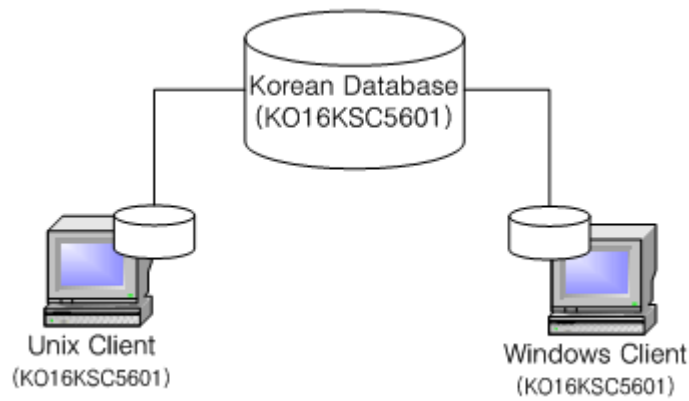 Korean Database
(KO16KSC5601)
Unix Client
(KO16KSC5601)
Windows Client
(KO16KSC5601)